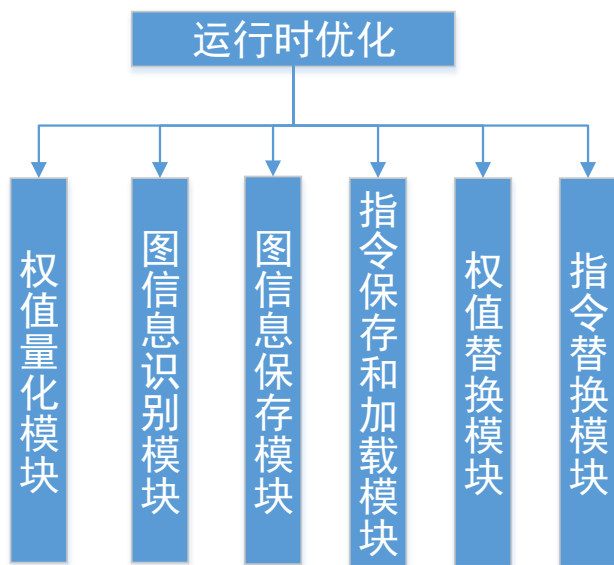 运行时优化
权值量化模块
图信息识别模块
图信息保存模块
指令保存和加载模块
权值替换模块
指令替换模块